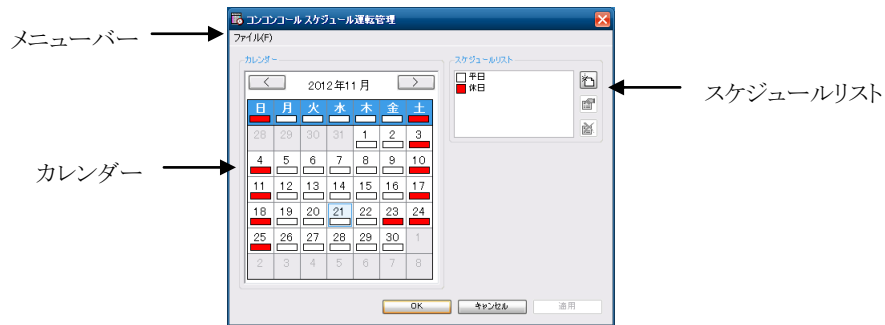 コンコンコール スケジュール運転管理
メニューバー
ファイル(F)
カレンダー
スケジュールリスト
2012年11月
平日
休日
日 月 火 水 木 金 土
28 29 30 31 1 2 3
4 5 6 7 8 9 10
11 12 13 14 15 16 17
18 19 20 21 22 23 24
25 26 27 28 29 30 1
2 3 4 5 6 7 8
スケジュールリスト
カレンダー
OK キャンセル 適用